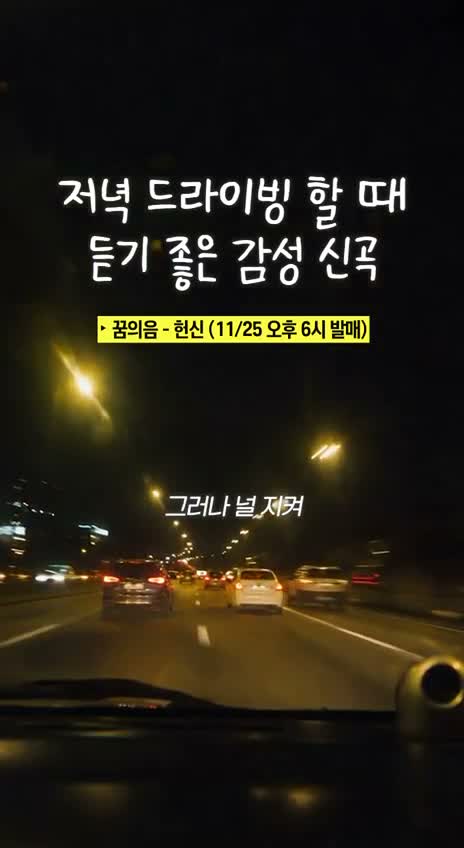 저녁 드라이빙 할 때
듣기 좋은 감성 신곡
‣ 꿈의음 - 헌신 (11/25 오후 6시 발매)
그러나 널 지켜